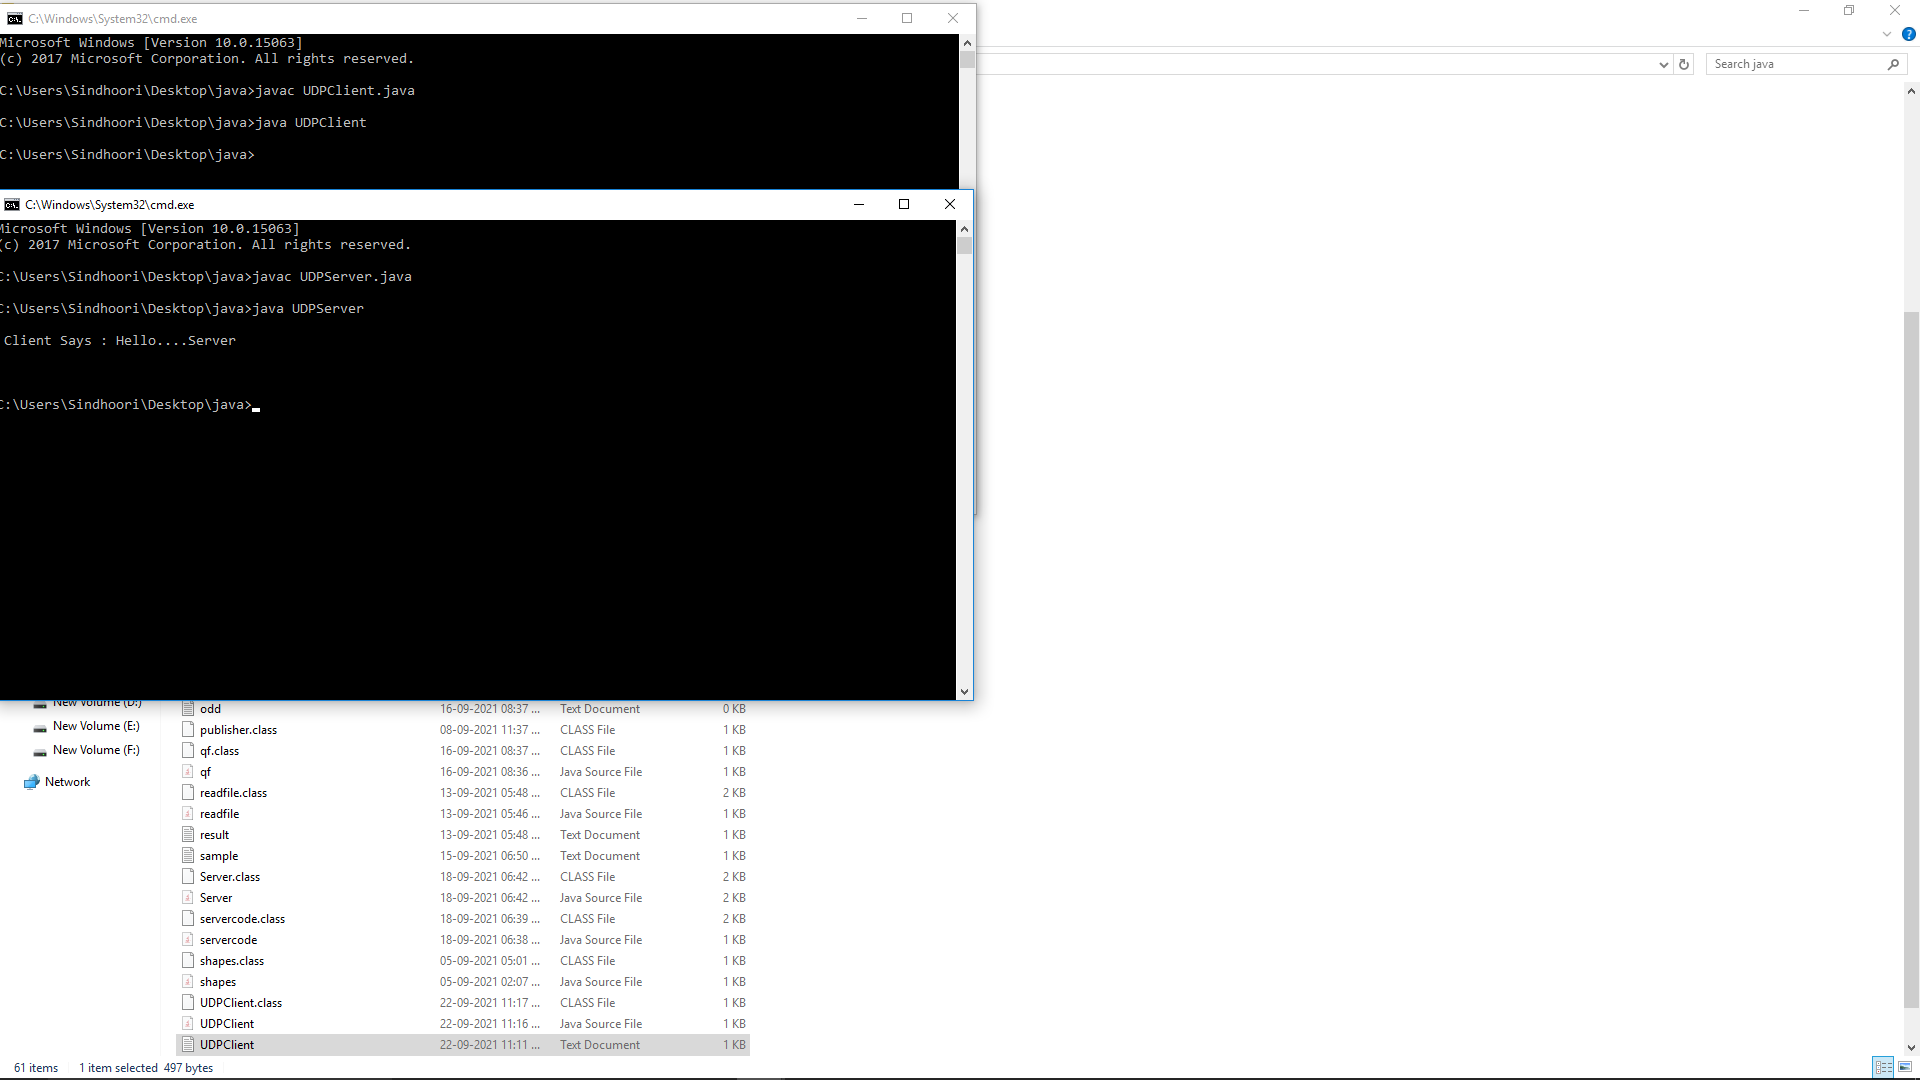 C:\Windows\System32\cmd.exe
Microsoft Windows [Version 10.0.15063]
(c) 2017 Microsoft Corporation. All rights reserved.
C:\Users\Sindhoori\Desktop\java>javac UDPClient.java
C:\Users\Sindhoori\Desktop\java>java UDPClient
C:\Users\Sindhoori\Desktop\java>
Search java
C:\Windows\System32\cmd.exe
Microsoft Windows [Version 10.0.15063]
(c) 2017 Microsoft Corporation. All rights reserved.
C:\Users\Sindhoori\Desktop\java>javac UDPServer.java
C:\Users\Sindhoori\Desktop\java>java UDPServer
Client Says : Hello....Server
C:\Users\Sindhoori\Desktop\java>
New Volume (D:)
New Volume (E:)
New Volume (F:)
Network
odd 16-09-2021 08:37 ... Text Document 0 KB
publisher.class 08-09-2021 11:37 ... CLASS File 1 KB
qf.class 16-09-2021 08:37 ... CLASS File 1 KB
qf 16-09-2021 08:36 ... Java Source File 1 KB
readfile.class 13-09-2021 05:48 ... CLASS File 2 KB
readfile 13-09-2021 05:46 ... Java Source File 1 KB
result 13-09-2021 05:48 ... Text Document 1 KB
sample 15-09-2021 06:50 ... Text Document 1 KB
Server.class 18-09-2021 06:42 ... CLASS File 2 KB
Server 18-09-2021 06:42 ... Java Source File 2 KB
servercode.class 18-09-2021 06:39 ... CLASS File 2 KB
servercode 18-09-2021 06:38 ... Java Source File 1 KB
shapes.class 05-09-2021 05:01 ... CLASS File 1 KB
shapes 05-09-2021 02:07 ... Java Source File 1 KB
UDPClient.class 22-09-2021 11:17 ... CLASS File 1 KB
UDPClient 22-09-2021 11:16 ... Java Source File 1 KB
UDPClient 22-09-2021 11:11 ... Text Document 1 KB
61 items 1 item selected 497 bytes